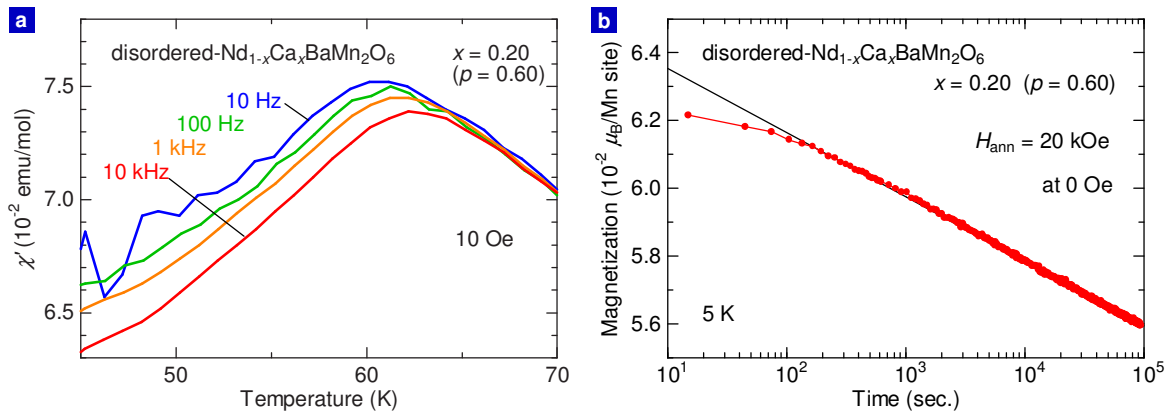 a
disordered-Nd1-xCaxBaMn2O6
x = 0.20
(p = 0.60)
10 Hz
100 Hz
1 kHz
10 kHz
10 Oe
7.5
7.0
6.5
χ′ (10-2 emu/mol)
50
60
70
Temperature (K)
b
disordered-Nd1-xCaxBaMn2O6
x = 0.20 (p = 0.60)
Hann = 20 kOe
at 0 Oe
5 K
6.4
6.2
6.0
5.8
5.6
Magnetization (10-2 μB/Mn site)
101
102
103
104
105
Time (sec.)